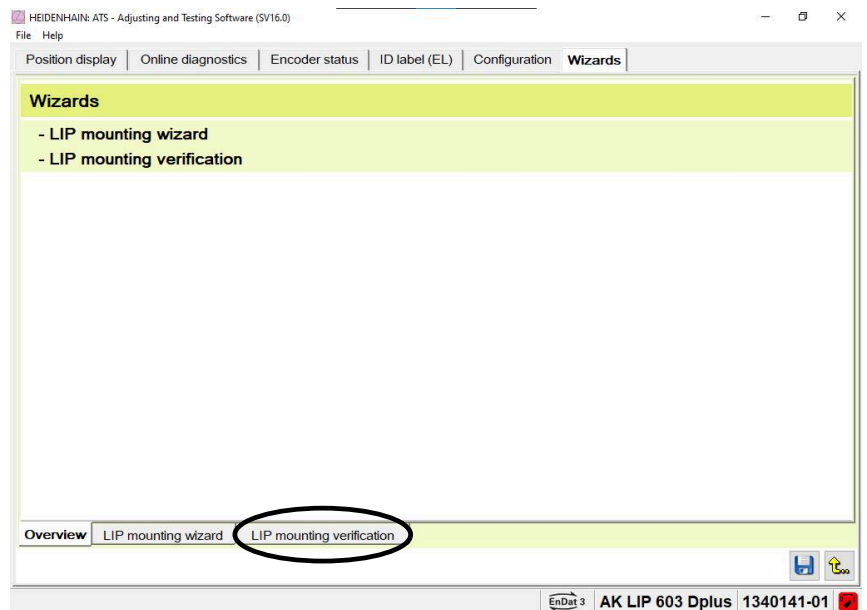 HEIDENHAIN: ATS - Adjusting and Testing Software (SV16.0)
File Help
Position display Online diagnostics Encoder status ID label (EL) Configuration Wizards
Wizards
- LIP mounting wizard
- LIP mounting verification
Overview LIP mounting wizard LIP mounting verification
EnDat 3 AK LIP 603 Dplus 1340141-01